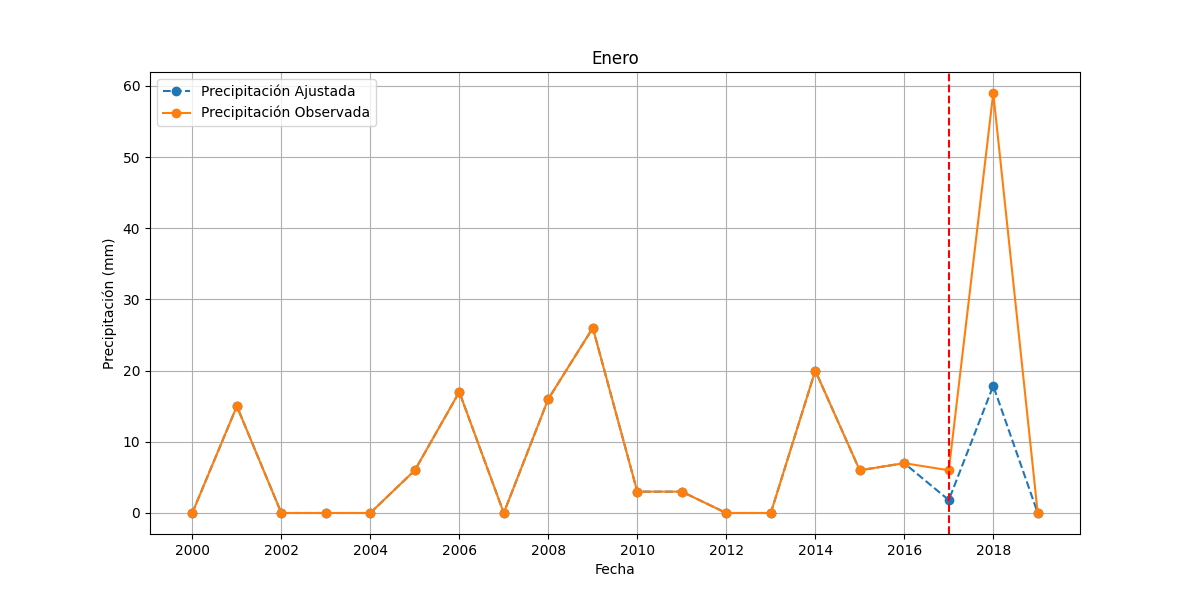 Enero
Precipitación Ajustada
Precipitación Observada
60
50
40
30
20
10
0
Precipitación (mm)
2000 2002 2004 2006 2008 2010 2012 2014 2016 2018
Fecha